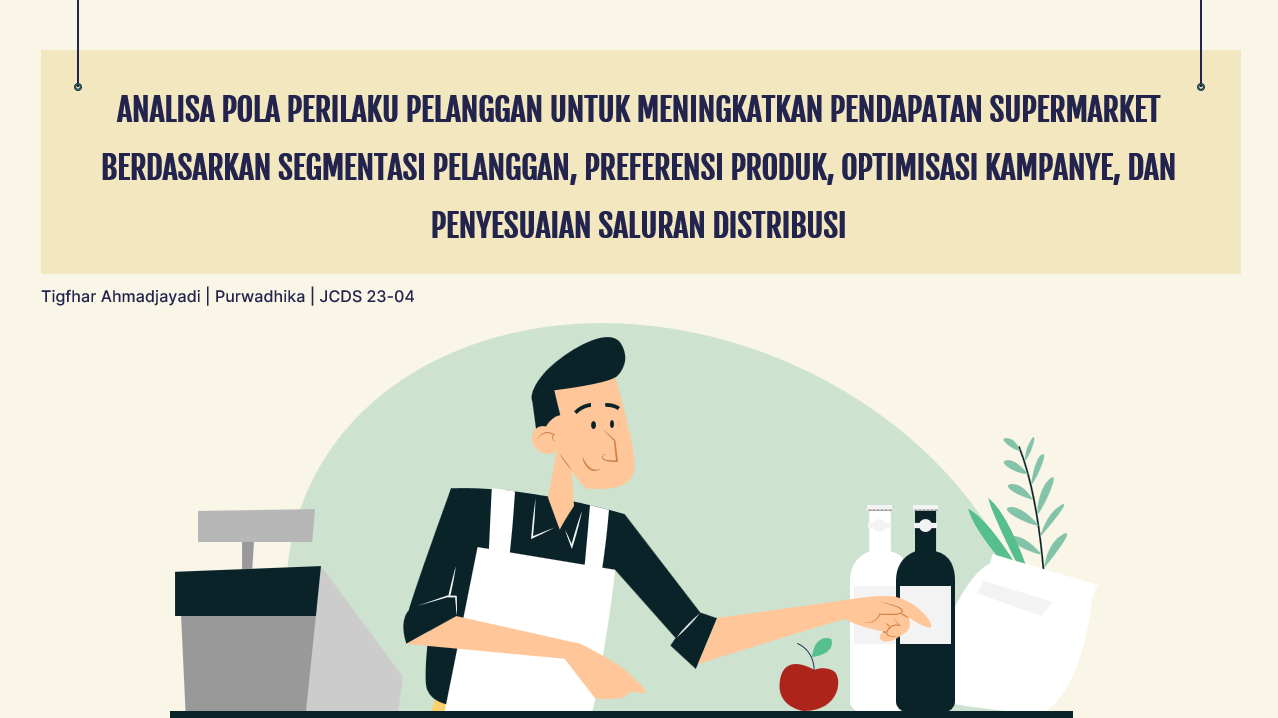 ANALISA POLA PERILAKU PELANGGAN UNTUK MENINGKATKAN PENDAPATAN SUPERMARKET
BERDASARKAN SEGMENTASI PELANGGAN, PREFERENSI PRODUK, OPTIMISASI KAMPANYE, DAN
PENYESUAIAN SALURAN DISTRIBUSI
Tigfhar Ahmadjayadi | Purwadhika | JCDS 23-04